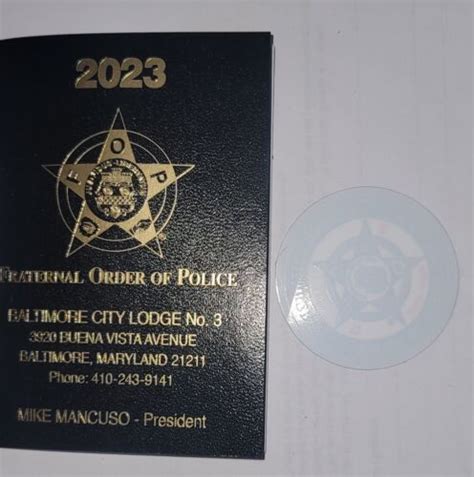 2023
F O P
FRATERNAL ORDER OF POLICE
BALTIMORE CITY LODGE No. 3
3920 BUENA VISTA AVENUE
BALTIMORE, MARYLAND 21211
Phone: 410-243-9141
MIKE MANCUSO - President